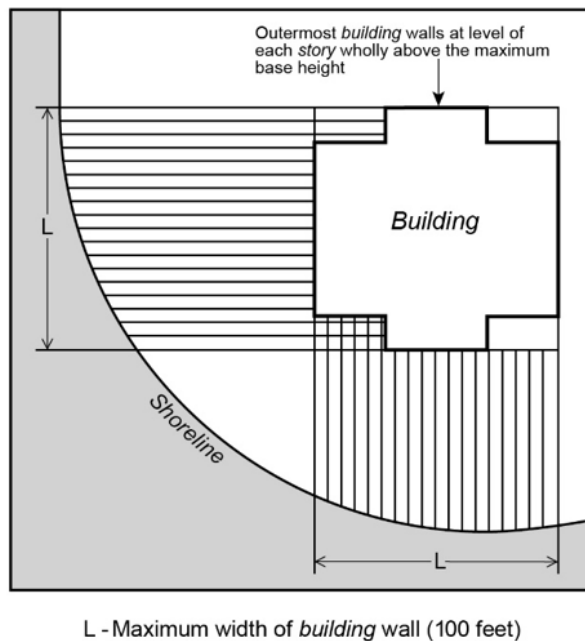 Outermost building walls at level of
each story wholly above the maximum
base height
L
Building
Shoreline
L
L - Maximum width of building wall (100 feet)